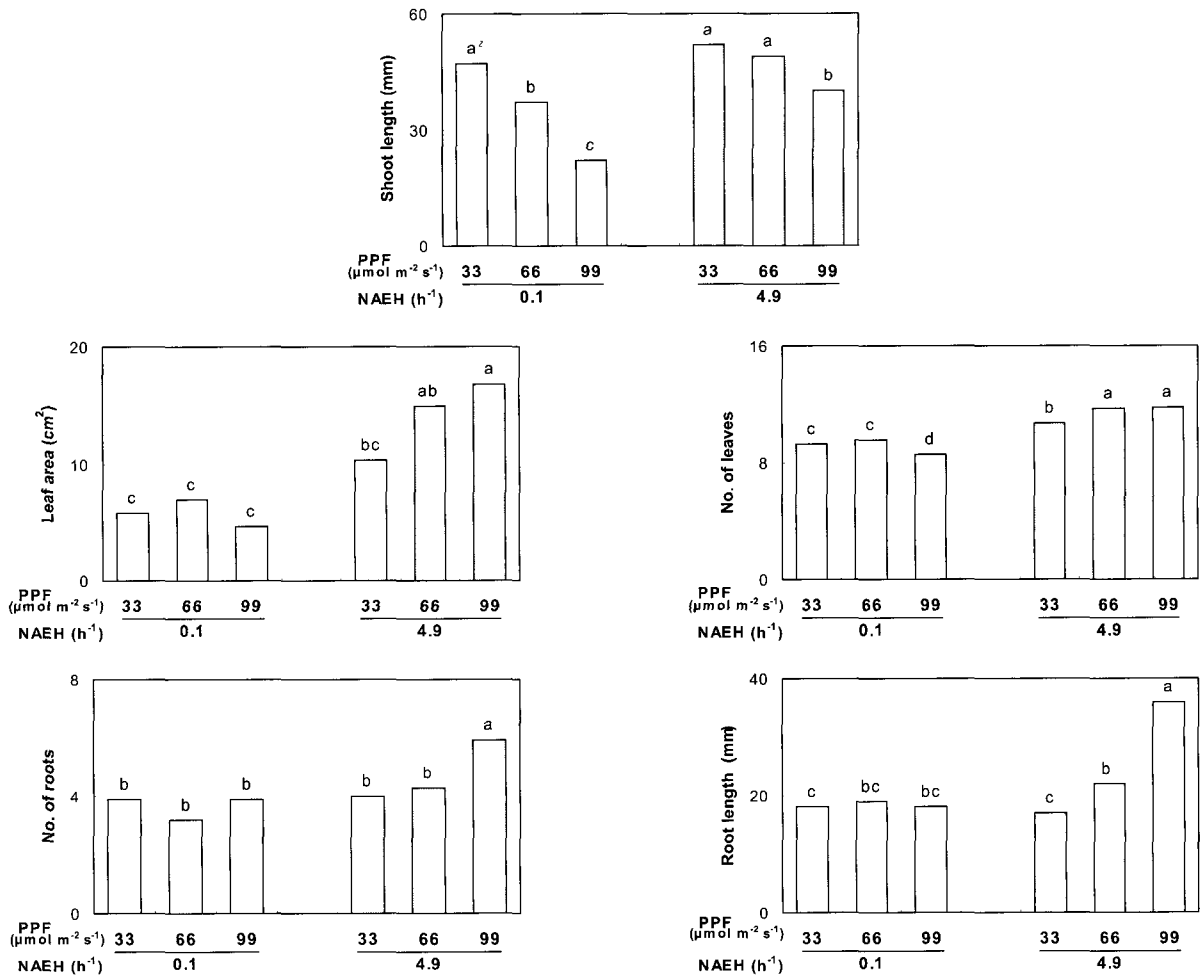 60
a z
a
a
b
b
Shoot length (mm)
30
c
0
PPF
(μmol m⁻² s⁻¹) 33 66 99 33 66 99
NAEH (h⁻¹) 0.1 4.9
20
a
ab
Leaf area (cm²)
bc
10
c
c
c
0
PPF
(μmol m⁻² s⁻¹) 33 66 99 33 66 99
NAEH (h⁻¹) 0.1 4.9
16
a
a
b
No. of leaves
c
c
d
8
0
PPF
(μmol m⁻² s⁻¹) 33 66 99 33 66 99
NAEH (h⁻¹) 0.1 4.9
8
a
No. of roots
b
b
b
b
b
4
0
PPF
(μmol m⁻² s⁻¹) 33 66 99 33 66 99
NAEH (h⁻¹) 0.1 4.9
40
a
Root length (mm)
b
c
bc
bc
c
20
0
PPF
(μmol m⁻² s⁻¹) 33 66 99 33 66 99
NAEH (h⁻¹) 0.1 4.9